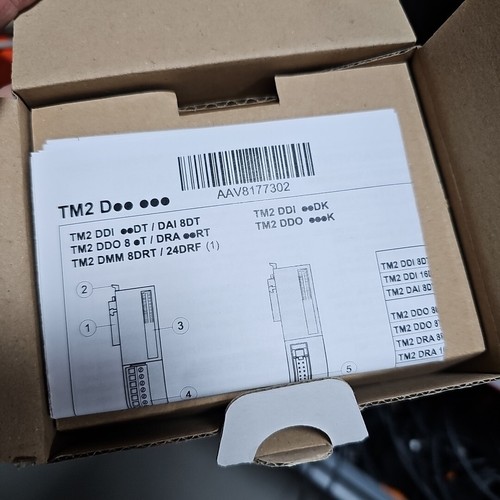 AAV8177302
TM2 D●● ●●●
TM2 DDI ●●DT / DAI 8DT
TM2 DDO 8 ●T / DRA ●●RT
TM2 DMM 8DRT / 24DRF (1)
TM2 DDI ●●DK
TM2 DDO ●●●K
2
1
3
4
5
TM2 DDI 8D
TM2 DDI 16
TM2 DAI 8D
TM2 DDO 8
TM2 DDO 8
TM2 DRA 8
TM2 DRA 1